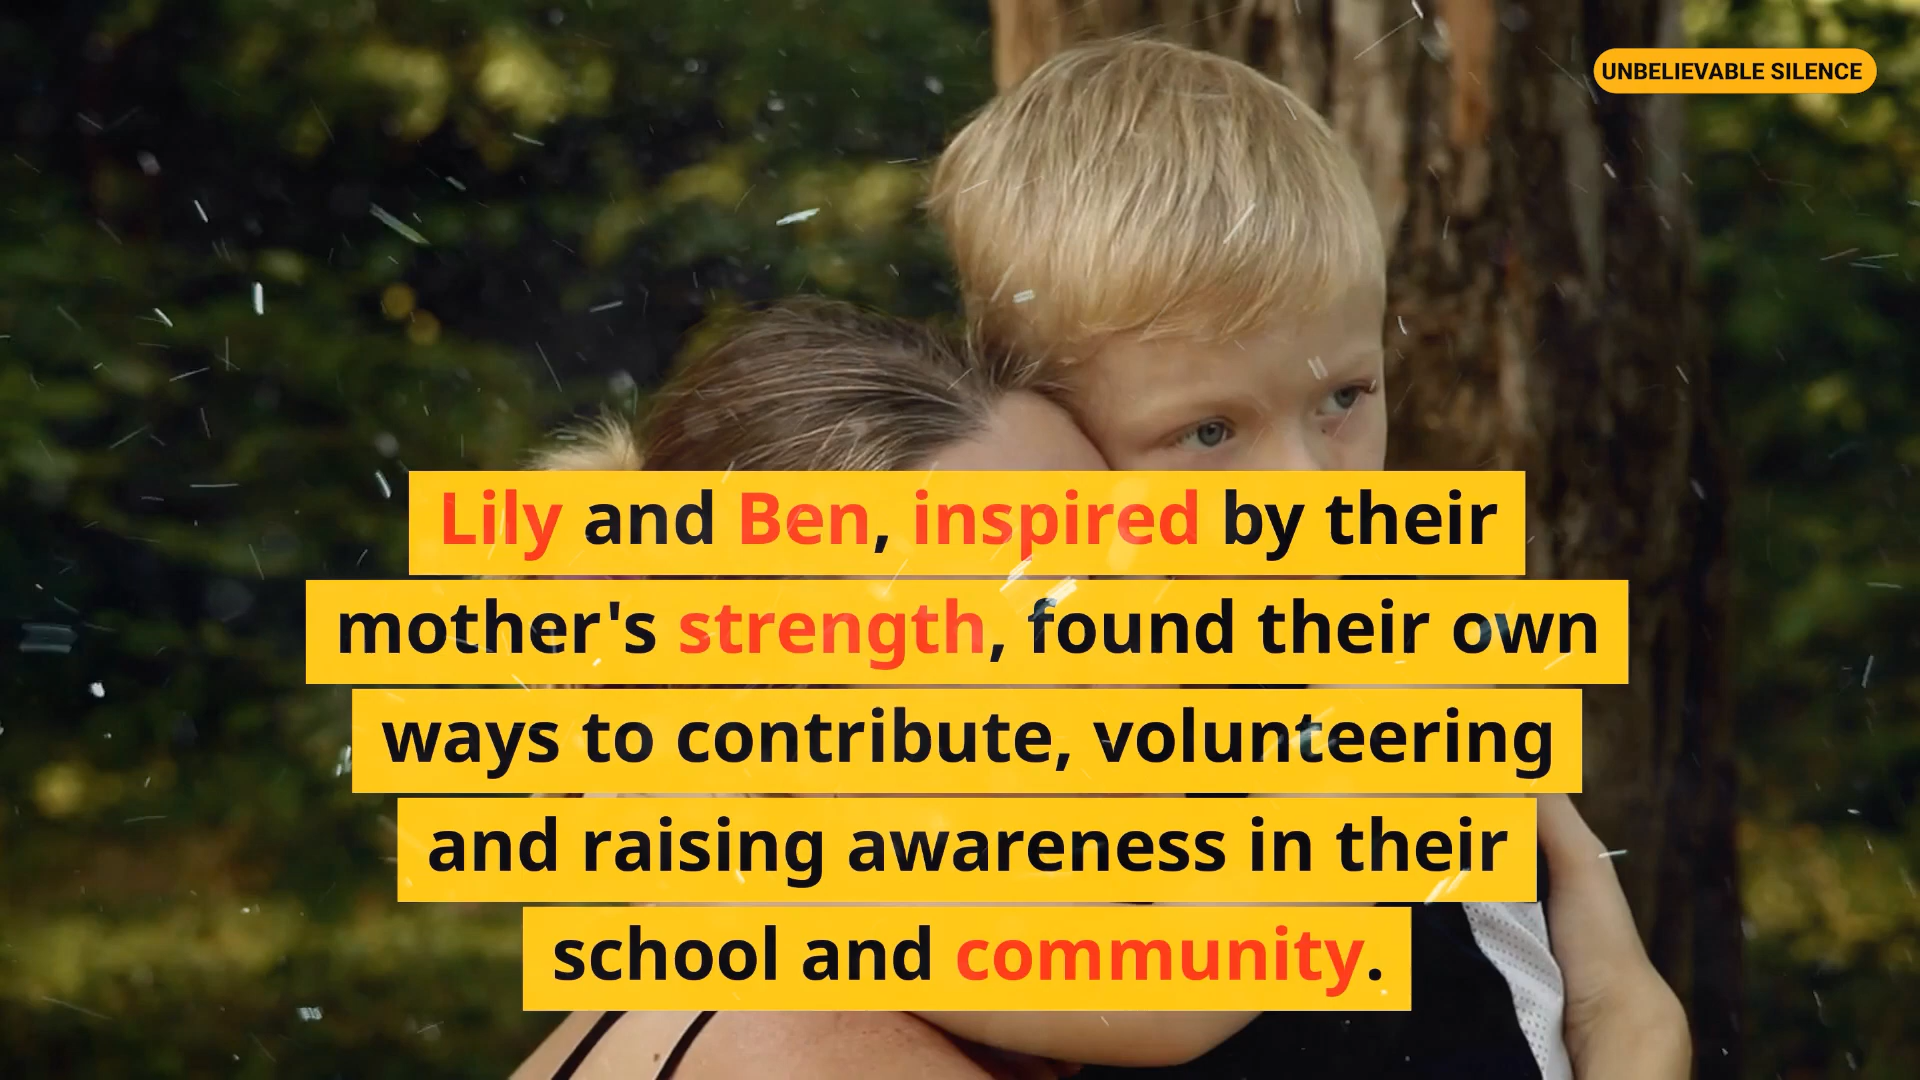 UNBELIEVABLE SILENCE
Lily and Ben, inspired by their
mother's strength, found their own
ways to contribute, volunteering
and raising awareness in their
school and community.